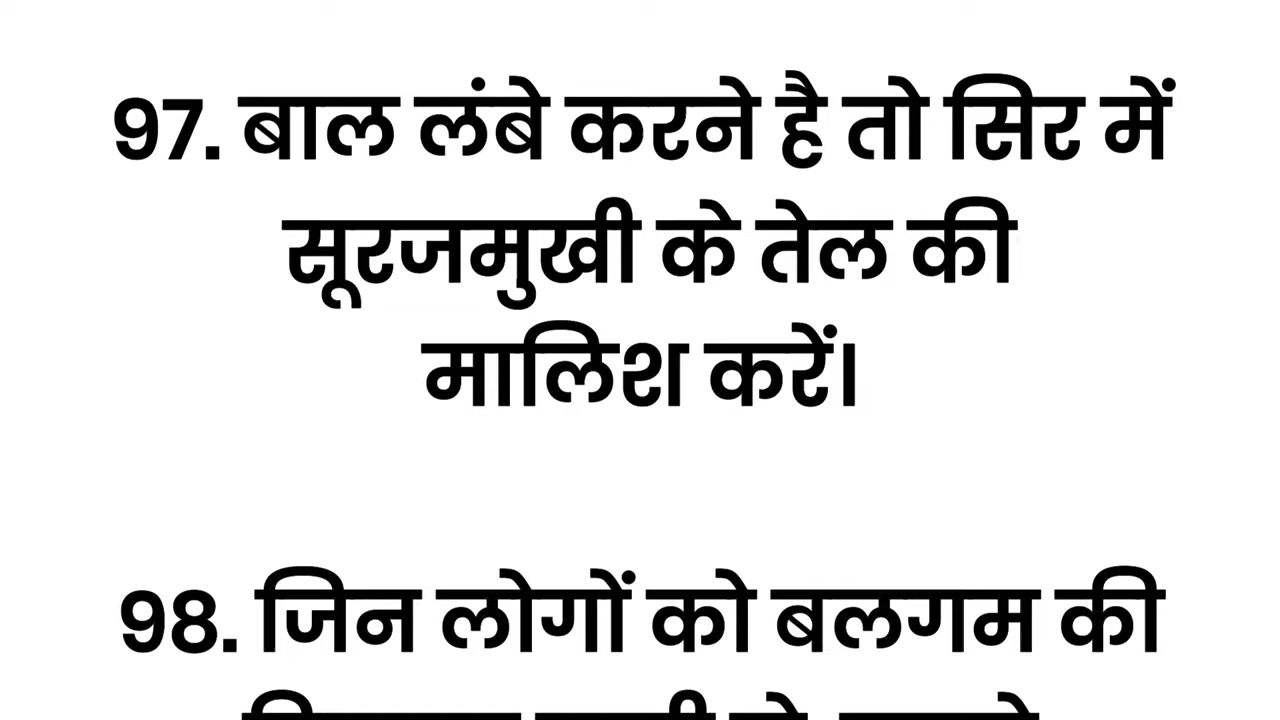 97. बाल लंबे करने है तो सिर में
सूरजमुखी के तेल की
मालिश करें।
98. जिन लोगों को बलगम की